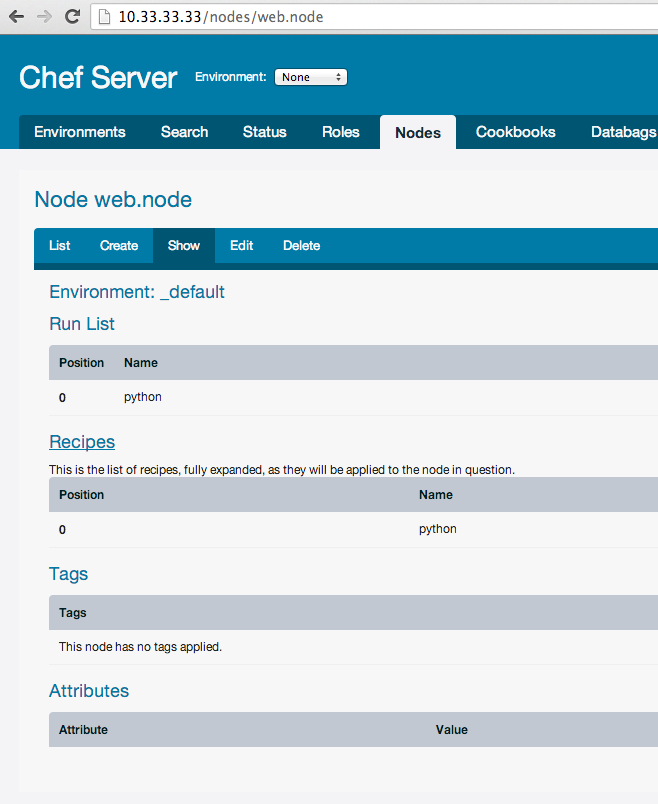 10.33.33.33/nodes/web.node
Chef Server Environment: None
Environments Search Status Roles Nodes Cookbooks Databags
Node web.node
List Create Show Edit Delete
Environment: _default
Run List
Position Name
0 python
Recipes
This is the list of recipes, fully expanded, as they will be applied to the node in question.
Position Name
0 python
Tags
Tags
This node has no tags applied.
Attributes
Attribute Value